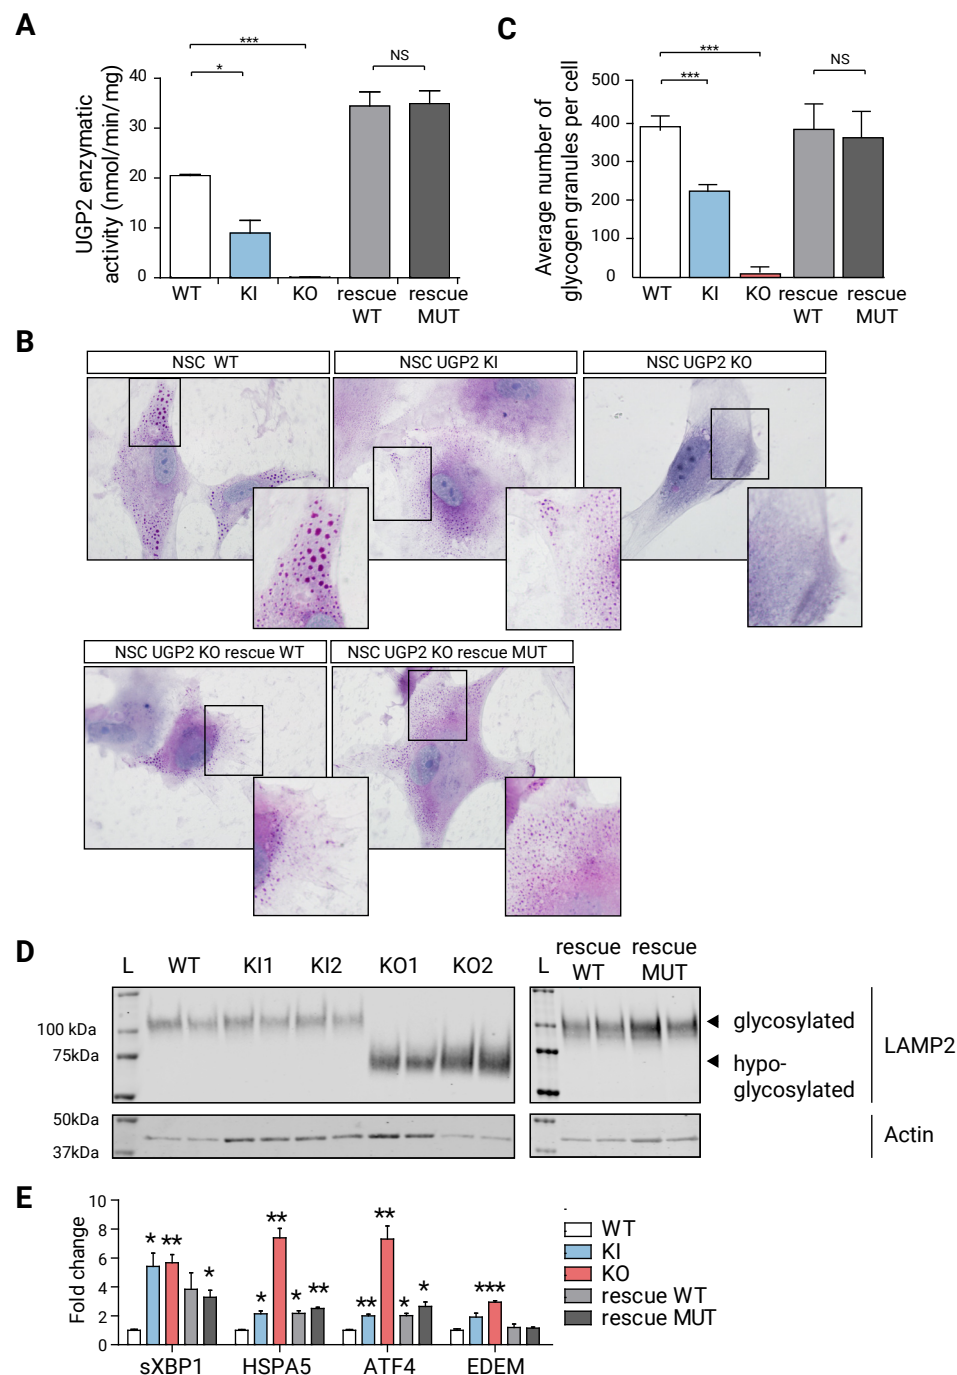 A
***
*
NS
40
30
20
10
0
UGP2 enzymatic
activity (nmol/min/mg)
WT
KI
KO
rescue
WT
rescue
MUT
C
***
***
NS
500
400
300
200
100
0
Average number of
glycogen granules per cell
WT
KI
KO
rescue
WT
rescue
MUT
B
NSC WT
NSC UGP2 KI
NSC UGP2 KO
NSC UGP2 KO rescue WT
NSC UGP2 KO rescue MUT
D
L WT KI1 KI2 KO1 KO2
L
rescue
WT
rescue
MUT
100 kDa
75kDa
50kDa
37kDa
glycosylated
hypo-
glycosylated
LAMP2
Actin
E
Fold change
10
8
6
4
2
0
* ** *
* ** * **
** ** * *
***
sXBP1 HSPA5 ATF4 EDEM
WT
KI
KO
rescue WT
rescue MUT